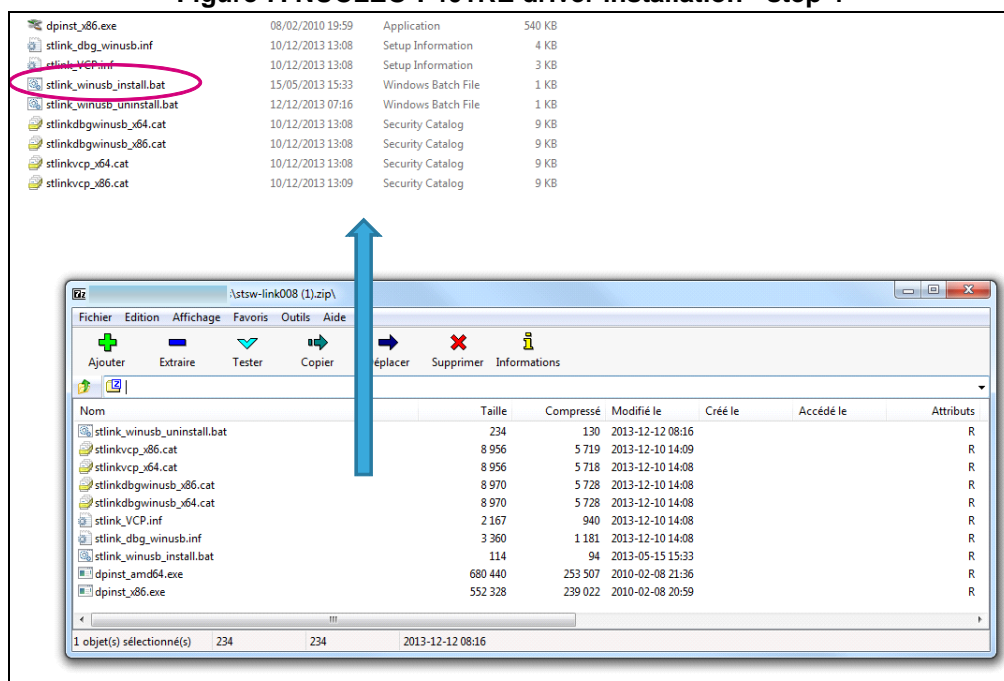 dpinst_x86.exe 08/02/2010 19:59 Application 540 KB
stlink_dbg_winusb.inf 10/12/2013 13:08 Setup Information 4 KB
stlink_VCP.inf 10/12/2013 13:08 Setup Information 3 KB
stlink_winusb_install.bat 15/05/2013 15:33 Windows Batch File 1 KB
stlink_winusb_uninstall.bat 12/12/2013 07:16 Windows Batch File 1 KB
stlinkdbgwinusb_x64.cat 10/12/2013 13:08 Security Catalog 9 KB
stlinkdbgwinusb_x86.cat 10/12/2013 13:08 Security Catalog 9 KB
stlinkvcp_x64.cat 10/12/2013 13:08 Security Catalog 9 KB
stlinkvcp_x86.cat 10/12/2013 13:09 Security Catalog 9 KB
7z :\stsw-link008 (1).zip\
Fichier Edition Affichage Favoris Outils Aide
Ajouter Extraire Tester Copier éplacer Supprimer Informations
Nom Taille Compressé Modifié le Créé le Accédé le Attributs
stlink_winusb_uninstall.bat 234 130 2013-12-12 08:16 R
stlinkvcp_x86.cat 8 956 5 719 2013-12-10 14:09 R
stlinkvcp_x64.cat 8 956 5 718 2013-12-10 14:08 R
stlinkdbgwinusb_x86.cat 8 970 5 728 2013-12-10 14:08 R
stlinkdbgwinusb_x64.cat 8 970 5 728 2013-12-10 14:08 R
stlink_VCP.inf 2 167 940 2013-12-10 14:08 R
stlink_dbg_winusb.inf 3 360 1 181 2013-12-10 14:08 R
stlink_winusb_install.bat 114 94 2013-05-15 15:33 R
dpinst_amd64.exe 680 440 253 507 2010-02-08 21:36 R
dpinst_x86.exe 552 328 239 022 2010-02-08 20:59 R
1 objet(s) sélectionné(s) 234 234 2013-12-12 08:16